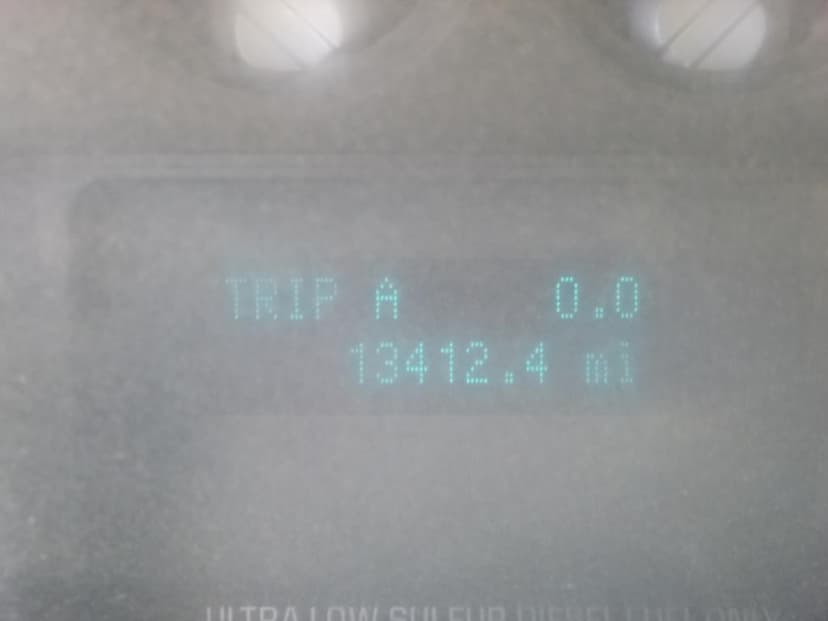 TRIP A 0.0
13412.4 mi
ULTRA LOW SULFUR DIESEL FUEL ONLY